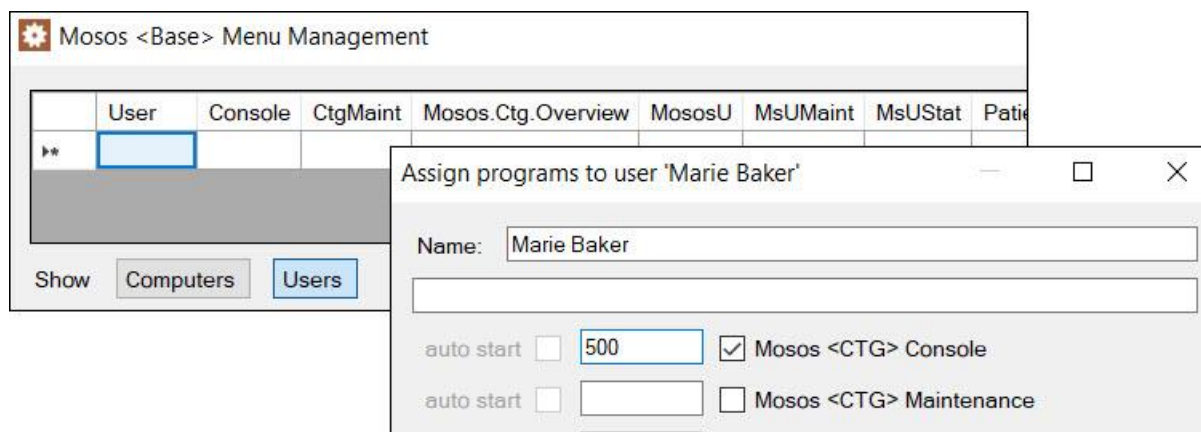 Mosos <Base> Menu Management
User Console CtgMaint Mosos.Ctg.Overview MososU MsUMaint MsUStat Patie
Show Computers Users
Assign programs to user 'Marie Baker'
Name: Marie Baker
auto start 500 Mosos <CTG> Console
auto start Mosos <CTG> Maintenance